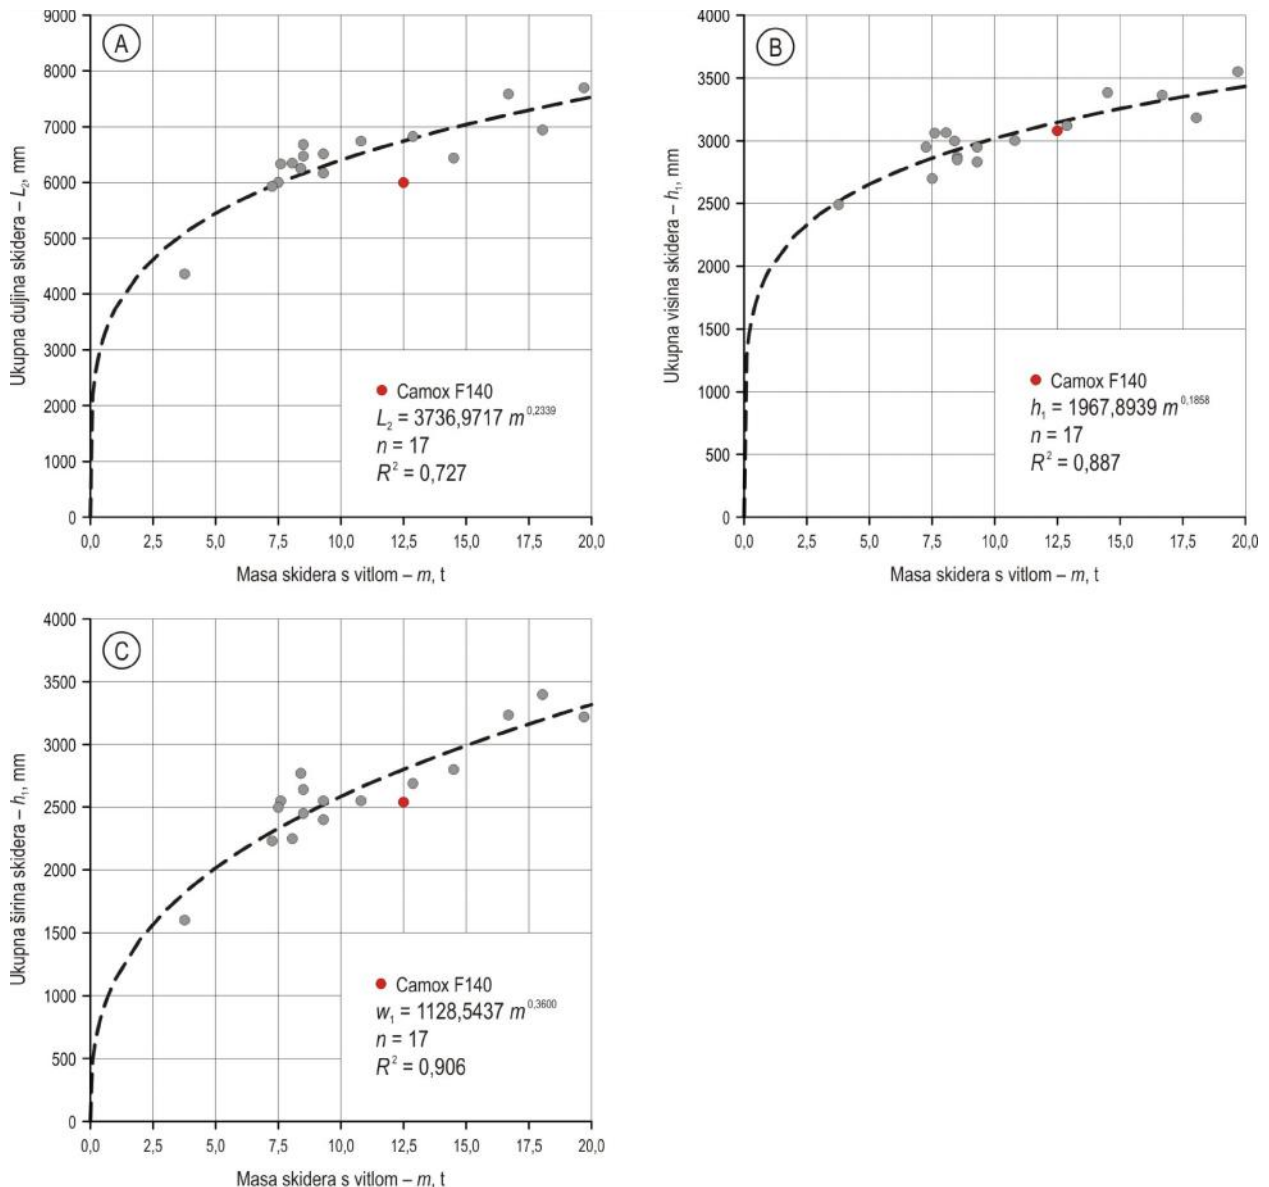 A
9000
8000
7000
6000
5000
4000
3000
2000
1000
0
Ukupna duljina skidera – L₂, mm
Camox F140
L₂ = 3736,9717 m^0,2339
n = 17
R² = 0,727
0,0 2,5 5,0 7,5 10,0 12,5 15,0 17,5 20,0
Masa skidera s vitlom – m, t
B
4000
3500
3000
2500
2000
1500
1000
500
0
Ukupna visina skidera – h₁, mm
Camox F140
h₁ = 1967,8939 m^0,1858
n = 17
R² = 0,887
0,0 2,5 5,0 7,5 10,0 12,5 15,0 17,5 20,0
Masa skidera s vitlom – m, t
C
4000
3500
3000
2500
2000
1500
1000
500
0
Ukupna širina skidera – h₁, mm
Camox F140
w₁ = 1128,5437 m^0,3600
n = 17
R² = 0,906
0,0 2,5 5,0 7,5 10,0 12,5 15,0 17,5 20,0
Masa skidera s vitlom – m, t